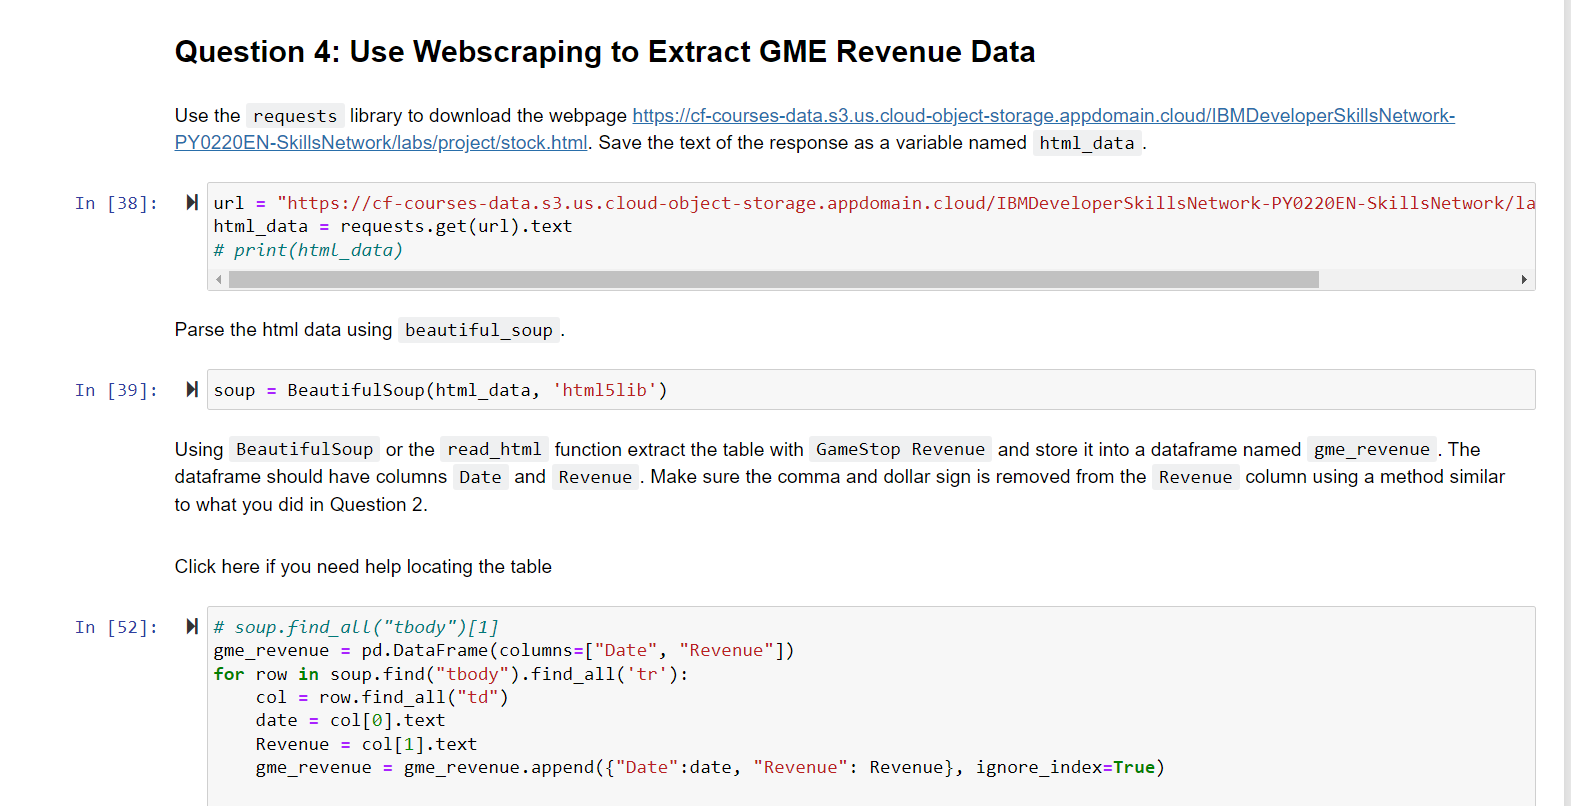 Question 4: Use Webscraping to Extract GME Revenue Data
Use the requests library to download the webpage https://cf-courses-data.s3.us.cloud-object-storage.appdomain.cloud/IBMDeveloperSkillsNetwork-
PY0220EN-SkillsNetwork/labs/project/stock.html. Save the text of the response as a variable named html_data .
In [38]: url = "https://cf-courses-data.s3.us.cloud-object-storage.appdomain.cloud/IBMDeveloperSkillsNetwork-PY0220EN-SkillsNetwork/la
html_data = requests.get(url).text
# print(html_data)
Parse the html data using beautiful_soup .
In [39]: soup = BeautifulSoup(html_data, 'html5lib')
Using BeautifulSoup or the read_html function extract the table with GameStop Revenue and store it into a dataframe named gme_revenue . The
dataframe should have columns Date and Revenue . Make sure the comma and dollar sign is removed from the Revenue column using a method similar
to what you did in Question 2.
Click here if you need help locating the table
In [52]: # soup.find_all("tbody")[1]
gme_revenue = pd.DataFrame(columns=["Date", "Revenue"])
for row in soup.find("tbody").find_all('tr'):
    col = row.find_all("td")
    date = col[0].text
    Revenue = col[1].text
    gme_revenue = gme_revenue.append({"Date":date, "Revenue": Revenue}, ignore_index=True)